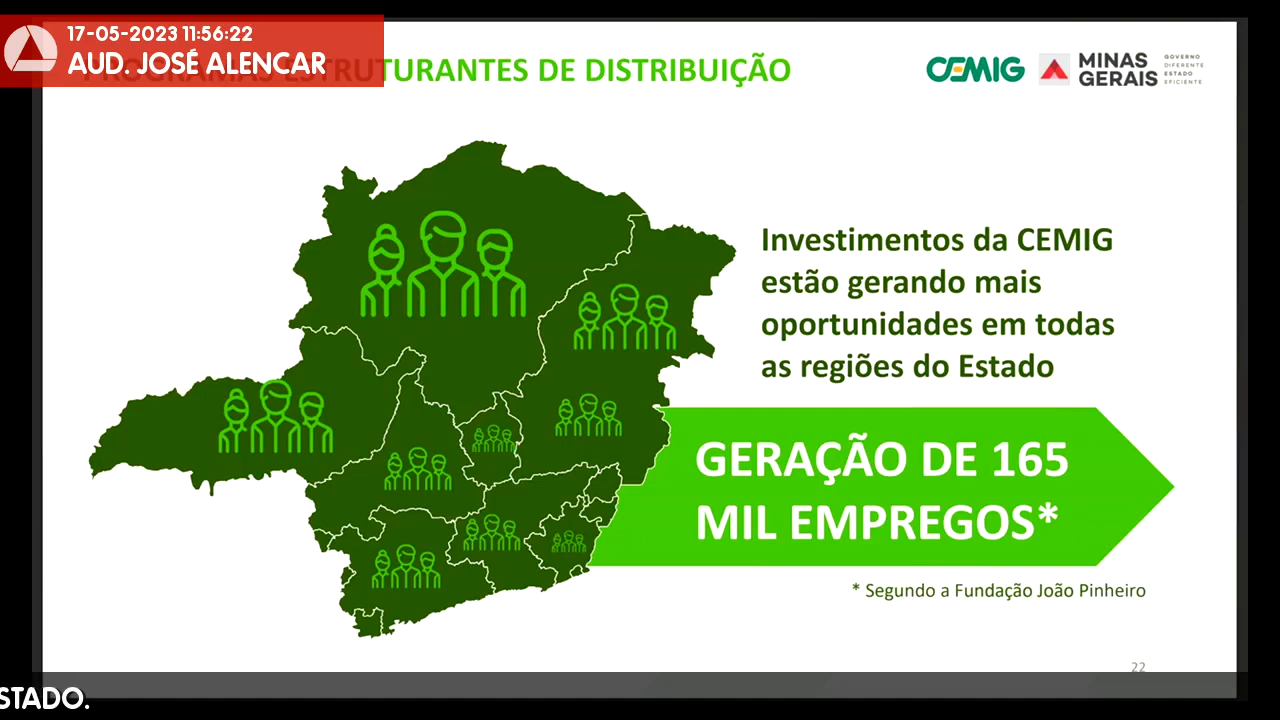 17-05-2023 11:56:22
AUD. JOSÉ ALENCAR
PROGRAMAS ESTRUTURANTES DE DISTRIBUIÇÃO
CEMIG
MINAS
GERAIS
GOVERNO
DIFERENTE
ESTADO
EFICIENTE
Investimentos da CEMIG
estão gerando mais
oportunidades em todas
as regiões do Estado
GERAÇÃO DE 165
MIL EMPREGOS*
* Segundo a Fundação João Pinheiro
22
STADO.